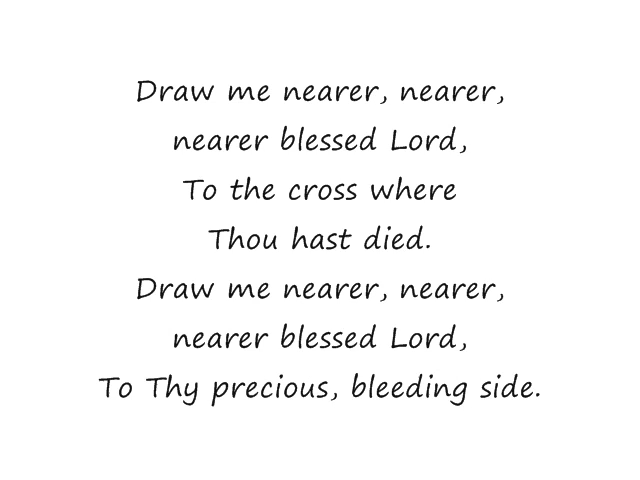 Draw me nearer, nearer,
nearer blessed Lord,
To the cross where
Thou hast died.
Draw me nearer, nearer,
nearer blessed Lord,
To Thy precious, bleeding side.